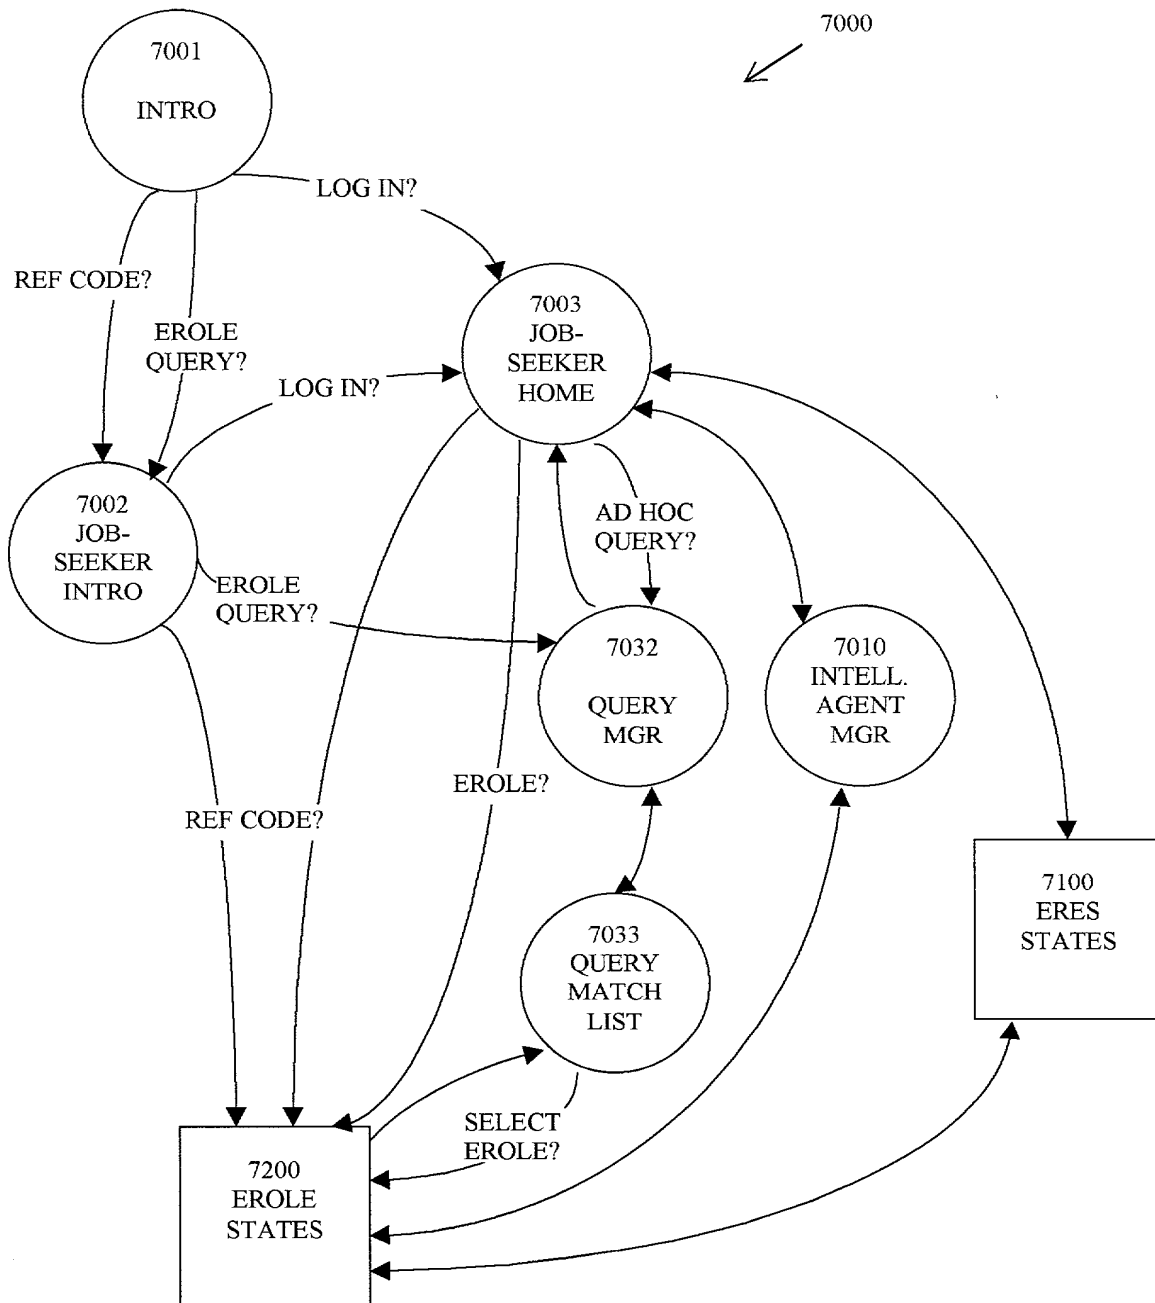 7000
7001
INTRO
LOG IN?
REF CODE?
EROLE
QUERY?
7003
JOB-
SEEKER
HOME
LOG IN?
7002
JOB-
SEEKER
INTRO
AD HOC
QUERY?
EROLE
QUERY?
7032
QUERY
MGR
7010
INTELL.
AGENT
MGR
EROLE?
REF CODE?
7100
ERES
STATES
7033
QUERY
MATCH
LIST
SELECT
EROLE?
7200
EROLE
STATES